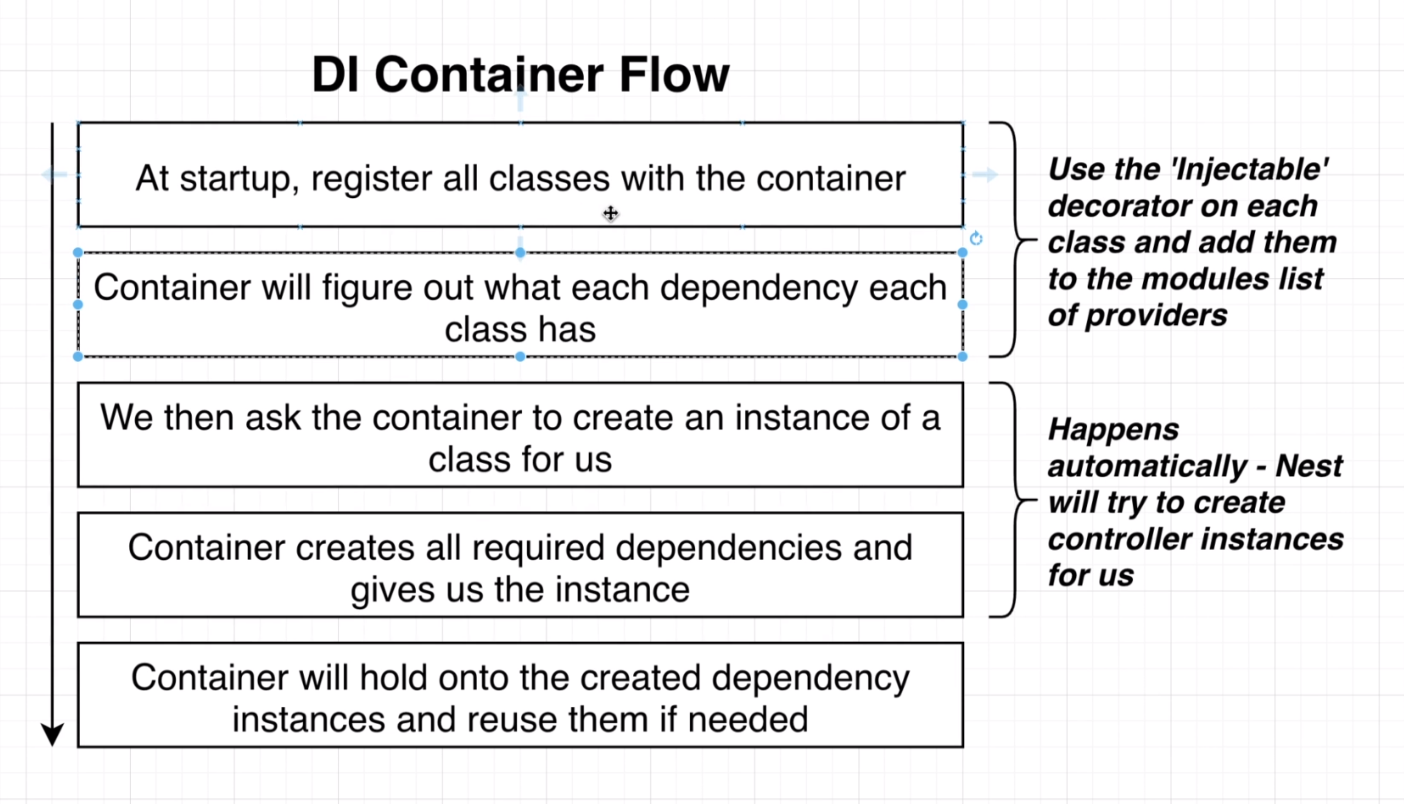 DI Container Flow
At startup, register all classes with the container
Container will figure out what each dependency each
class has
We then ask the container to create an instance of a
class for us
Container creates all required dependencies and
gives us the instance
Container will hold onto the created dependency
instances and reuse them if needed
Use the 'Injectable'
decorator on each
class and add them
to the modules list
of providers
Happens
automatically - Nest
will try to create
controller instances
for us